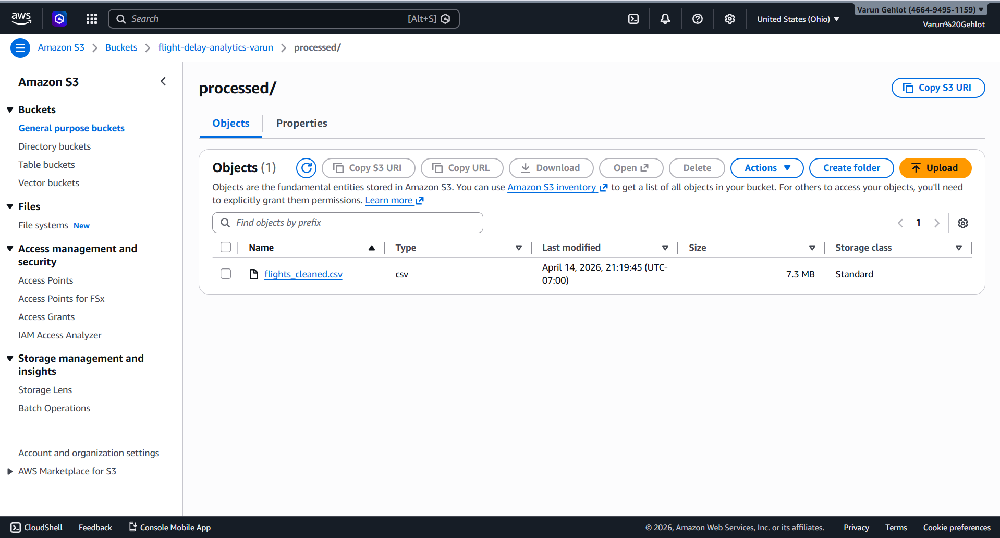 aws
Search
[Alt+S]
United States (Ohio)
Varun Gehlot (4664-9495-1159)
Varun%20Gehlot
Amazon S3
Buckets
flight-delay-analytics-varun
processed/
Amazon S3
Buckets
General purpose buckets
Directory buckets
Table buckets
Vector buckets
Files
File systems New
Access management and
security
Access Points
Access Points for FSx
Access Grants
IAM Access Analyzer
Storage management and
insights
Storage Lens
Batch Operations
Account and organization settings
AWS Marketplace for S3
processed/
Copy S3 URI
Objects
Properties
Objects (1)
Copy S3 URI
Copy URL
Download
Open
Delete
Actions
Create folder
Upload
Objects are the fundamental entities stored in Amazon S3. You can use Amazon S3 inventory to get a list of all objects in your bucket. For others to access your objects, you'll need
to explicitly grant them permissions. Learn more
Find objects by prefix
1
Name
Type
Last modified
Size
Storage class
flights_cleaned.csv
csv
April 14, 2026, 21:19:45 (UTC-
07:00)
7.3 MB
Standard
CloudShell
Feedback
Console Mobile App
© 2026, Amazon Web Services, Inc. or its affiliates.
Privacy
Terms
Cookie preferences